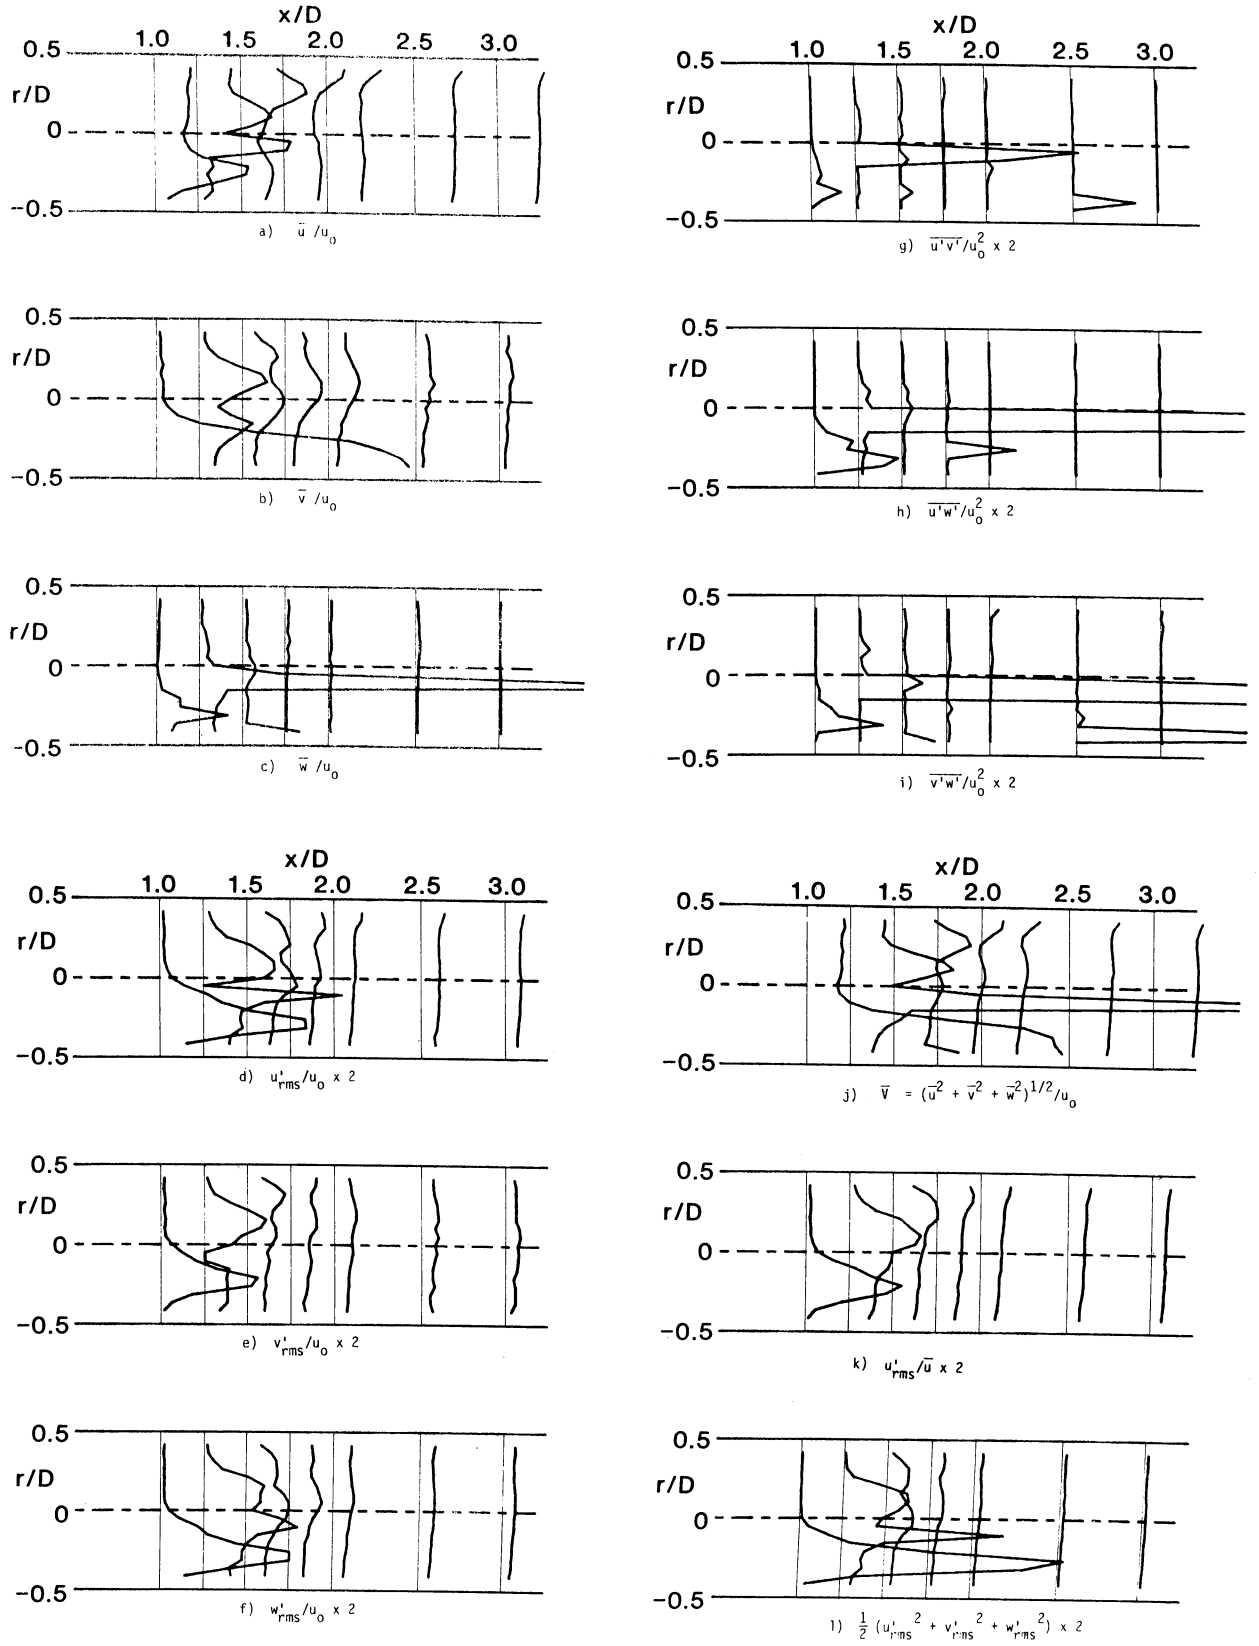 x/D
1.0 1.5 2.0 2.5 3.0
0.5
r/D
0
−0.5
a) u̅ /u₀
0.5
r/D
0
−0.5
b) v̅ /u₀
0.5
r/D
0
−0.5
c) w̅ /u₀
x/D
1.0 1.5 2.0 2.5 3.0
0.5
r/D
0
−0.5
d) u'rms/u₀ x 2
0.5
r/D
0
−0.5
e) v'rms/u₀ x 2
0.5
r/D
0
−0.5
f) w'rms/u₀ x 2
x/D
1.0 1.5 2.0 2.5 3.0
0.5
r/D
0
−0.5
g) u'v'/u₀² x 2
0.5
r/D
0
−0.5
h) u'w'/u₀² x 2
0.5
r/D
0
−0.5
i) v'w'/u₀² x 2
x/D
1.0 1.5 2.0 2.5 3.0
0.5
r/D
0
−0.5
j) V̅ = (u̅² + v̅² + w̅²)^1/2/u₀
0.5
r/D
0
−0.5
k) u'rms/u̅ x 2
0.5
r/D
0
−0.5
l) 1/2 (u'rms² + v'rms² + w'rms²) x 2